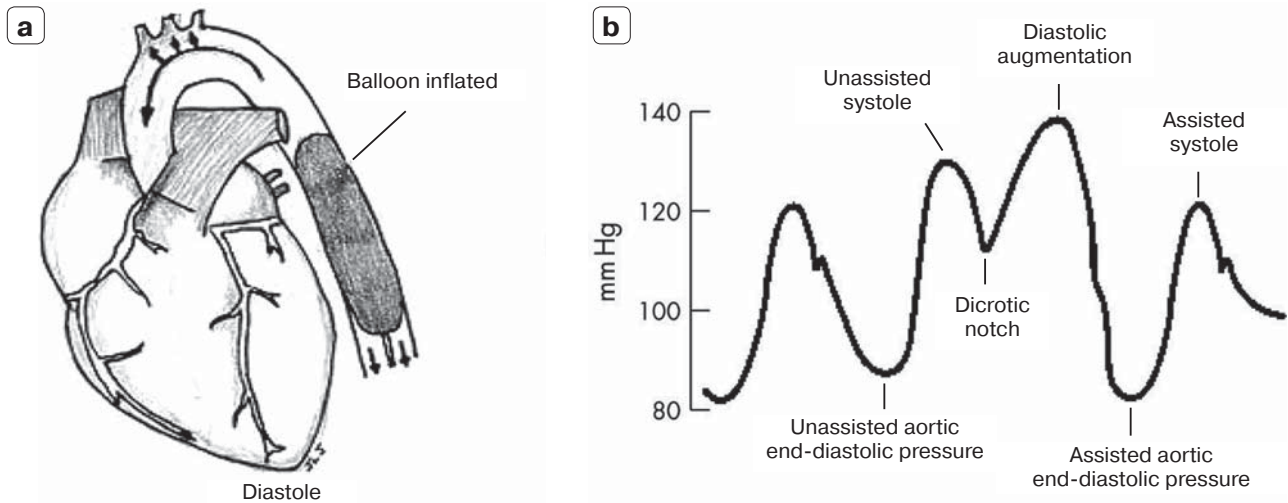 a
Balloon inflated
Diastole
b
Diastolic
augmentation
Unassisted
systole
Assisted
systole
mm Hg
140
120
100
80
Dicrotic
notch
Unassisted aortic
end-diastolic pressure
Assisted aortic
end-diastolic pressure